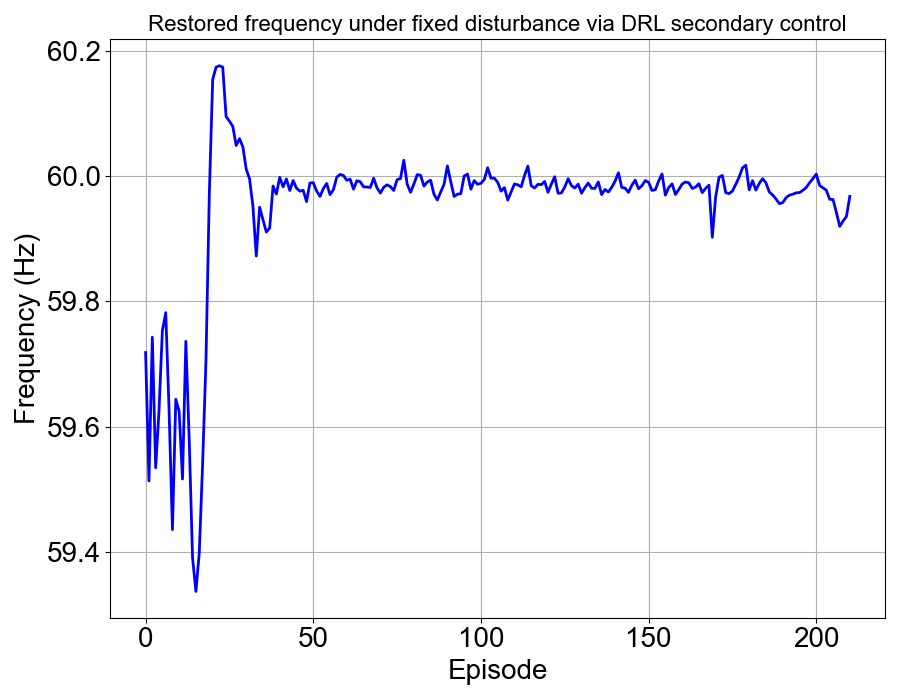 Restored frequency under fixed disturbance via DRL secondary control
60.2
60.0
59.8
59.6
59.4
Frequency (Hz)
0 50 100 150 200
Episode